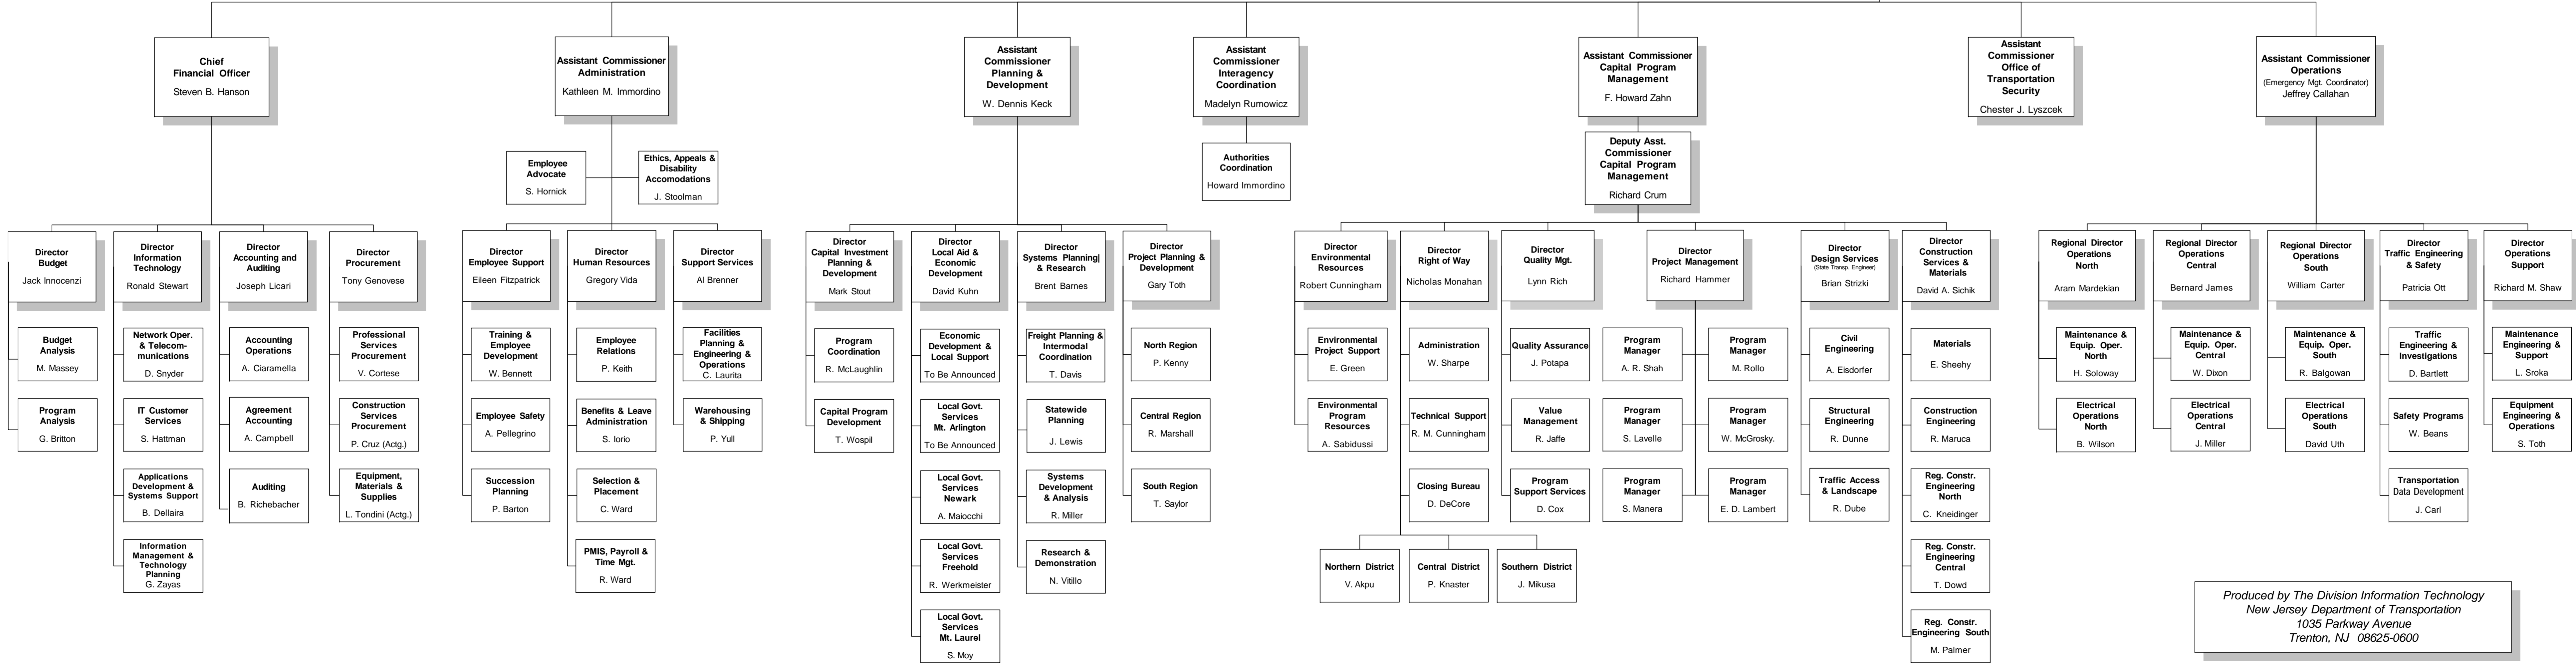 Chief
Financial Officer
Steven B. Hanson
Assistant Commissioner
Administration
Kathleen M. Immordino
Assistant
Commissioner
Planning &
Development
W. Dennis Keck
Assistant
Commissioner
Interagency
Coordination
Madelyn Rumowicz
Assistant Commissioner
Capital Program
Management
F. Howard Zahn
Assistant
Commissioner
Office of
Transportation
Security
Chester J. Lyszcek
Assistant Commissioner
Operations
(Emergency Mgt. Coordinator)
Jeffrey Callahan
Employee
Advocate
S. Hornick
Ethics, Appeals &
Disability
Accomodations
J. Stoolman
Authorities
Coordination
Howard Immordino
Deputy Asst.
Commissioner
Capital Program
Management
Richard Crum
Director
Budget
Jack Innocenzi
Director
Information
Technology
Ronald Stewart
Director
Accounting and
Auditing
Joseph Licari
Director
Procurement
Tony Genovese
Director
Employee Support
Eileen Fitzpatrick
Director
Human Resources
Gregory Vida
Director
Support Services
Al Brenner
Director
Capital Investment
Planning &
Development
Mark Stout
Director
Local Aid &
Economic
Development
David Kuhn
Director
Systems Planning|
& Research
Brent Barnes
Director
Project Planning &
Development
Gary Toth
Director
Environmental
Resources
Robert Cunningham
Director
Right of Way
Nicholas Monahan
Director
Quality Mgt.
Lynn Rich
Director
Project Management
Richard Hammer
Director
Design Services
(State Transp. Engineer)
Brian Strizki
Director
Construction
Services &
Materials
David A. Sichik
Regional Director
Operations
North
Aram Mardekian
Regional Director
Operations
Central
Bernard James
Regional Director
Operations
South
William Carter
Director
Traffic Engineering
& Safety
Patricia Ott
Director
Operations
Support
Richard M. Shaw
Budget
Analysis
M. Massey
Network Oper.
& Telecom-
munications
D. Snyder
Accounting
Operations
A. Ciaramella
Professional
Services
Procurement
V. Cortese
Training &
Employee
Development
W. Bennett
Employee
Relations
P. Keith
Facilities
Planning &
Engineering &
Operations
C. Laurita
Program
Coordination
R. McLaughlin
Economic
Development &
Local Support
To Be Announced
Freight Planning &
Intermodal
Coordination
T. Davis
North Region
P. Kenny
Environmental
Project Support
E. Green
Administration
W. Sharpe
Quality Assurance
J. Potapa
Program
Manager
A. R. Shah
Program
Manager
M. Rollo
Civil
Engineering
A. Eisdorfer
Materials
E. Sheehy
Maintenance &
Equip. Oper.
North
H. Soloway
Maintenance &
Equip. Oper.
Central
W. Dixon
Maintenance &
Equip. Oper.
South
R. Balgowan
Traffic
Engineering &
Investigations
D. Bartlett
Maintenance
Engineering &
Support
L. Sroka
Program
Analysis
G. Britton
IT Customer
Services
S. Hattman
Agreement
Accounting
A. Campbell
Construction
Services
Procurement
P. Cruz (Actg.)
Employee Safety
A. Pellegrino
Benefits & Leave
Administration
S. Iorio
Warehousing
& Shipping
P. Yull
Capital Program
Development
T. Wospil
Local Govt.
Services
Mt. Arlington
To Be Announced
Statewide
Planning
J. Lewis
Central Region
R. Marshall
Environmental
Program
Resources
A. Sabidussi
Technical Support
R. M. Cunningham
Value
Management
R. Jaffe
Program
Manager
S. Lavelle
Program
Manager
W. McGrosky.
Structural
Engineering
R. Dunne
Construction
Engineering
R. Maruca
Electrical
Operations
North
B. Wilson
Electrical
Operations
Central
J. Miller
Electrical
Operations
South
David Uth
Safety Programs
W. Beans
Equipment
Engineering &
Operations
S. Toth
Applications
Development &
Systems Support
B. Dellaira
Auditing
B. Richebacher
Equipment,
Materials &
Supplies
L. Tondini (Actg.)
Succession
Planning
P. Barton
Selection &
Placement
C. Ward
Local Govt.
Services
Newark
A. Maiocchi
Systems
Development
& Analysis
R. Miller
South Region
T. Saylor
Closing Bureau
D. DeCore
Program
Support Services
D. Cox
Program
Manager
S. Manera
Program
Manager
E. D. Lambert
Traffic Access
& Landscape
R. Dube
Reg. Constr.
Engineering
North
C. Kneidinger
Transportation
Data Development
J. Carl
Information
Management &
Technology
Planning
G. Zayas
PMIS, Payroll &
Time Mgt.
R. Ward
Local Govt.
Services
Freehold
R. Werkmeister
Research &
Demonstration
N. Vitillo
Northern District
V. Akpu
Central District
P. Knaster
Southern District
J. Mikusa
Reg. Constr.
Engineering
Central
T. Dowd
Local Govt.
Services
Mt. Laurel
S. Moy
Reg. Constr.
Engineering South
M. Palmer
Produced by The Division Information Technology
New Jersey Department of Transportation
1035 Parkway Avenue
Trenton, NJ 08625-0600